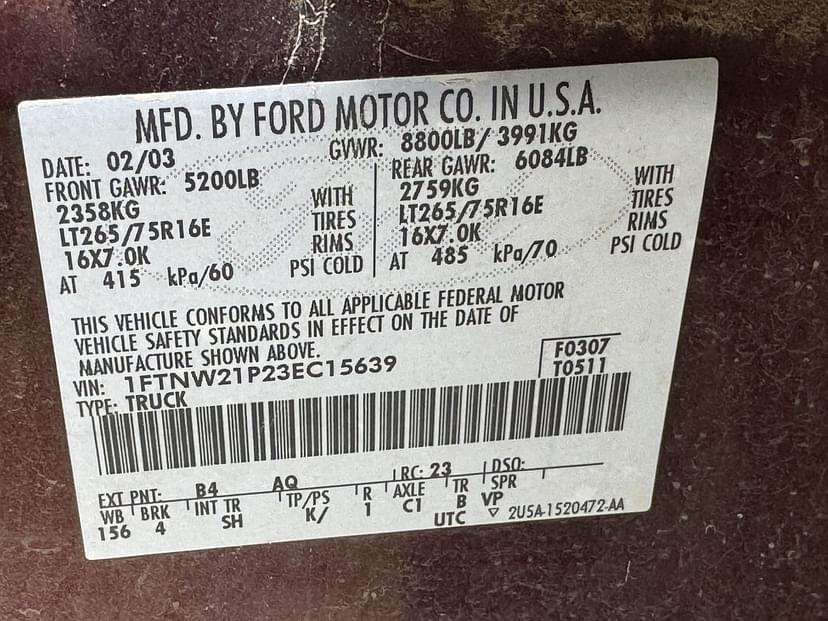 MFD. BY FORD MOTOR CO. IN U.S.A.
DATE: 02/03 GVWR: 8800LB/ 3991KG
FRONT GAWR: 5200LB REAR GAWR: 6084LB
2358KG WITH 2759KG WITH
LT265/75R16E TIRES LT265/75R16E TIRES
16X7.0K RIMS 16X7.0K RIMS
AT 415 kPa/60 PSI COLD AT 485 kPa/70 PSI COLD
THIS VEHICLE CONFORMS TO ALL APPLICABLE FEDERAL MOTOR
VEHICLE SAFETY STANDARDS IN EFFECT ON THE DATE OF
MANUFACTURE SHOWN ABOVE.
VIN: 1FTNW21P23EC15639 F0307
TYPE: TRUCK T0511
EXT PNT: B4 AQ RC: 23 DSO:
WB BRK INT TR TP/PS R AXLE TR SPR
156 4 SH K/ 1 C1 B VP
UTC ▽ 2U5A-1520472-AA